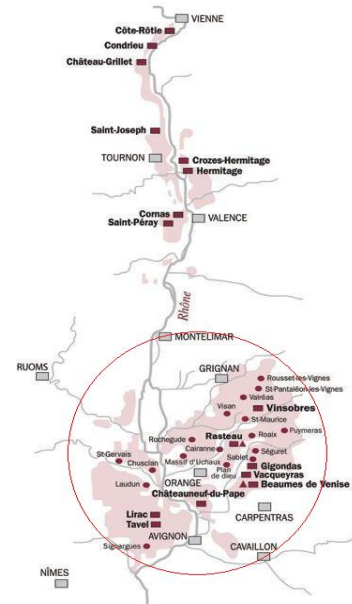 VIENNE
Côte-Rôtie
Condrieu
Château-Grillet
Saint-Joseph
TOURNON
Crozes-Hermitage
Hermitage
Cornas
Saint-Péray
VALENCE
Rhône
MONTELIMAR
RUOMS
GRIGNAN
Rousset-les-Vignes
St-Pantaléon-les-Vignes
Valréas
Vinsobres
Visan
St-Maurice
Puymeras
Rochegude
Rasteau
Roaix
Cairanne
Séguret
St-Gervais
Sablet
Chusclan
Massif d'Uchaux
Plan
de dieu
Gigondas
Vacqueyras
Laudun
ORANGE
Beaumes de Venise
Châteauneuf-du-Pape
Lirac
Tavel
CARPENTRAS
AVIGNON
Signargues
CAVAILLON
NÎMES